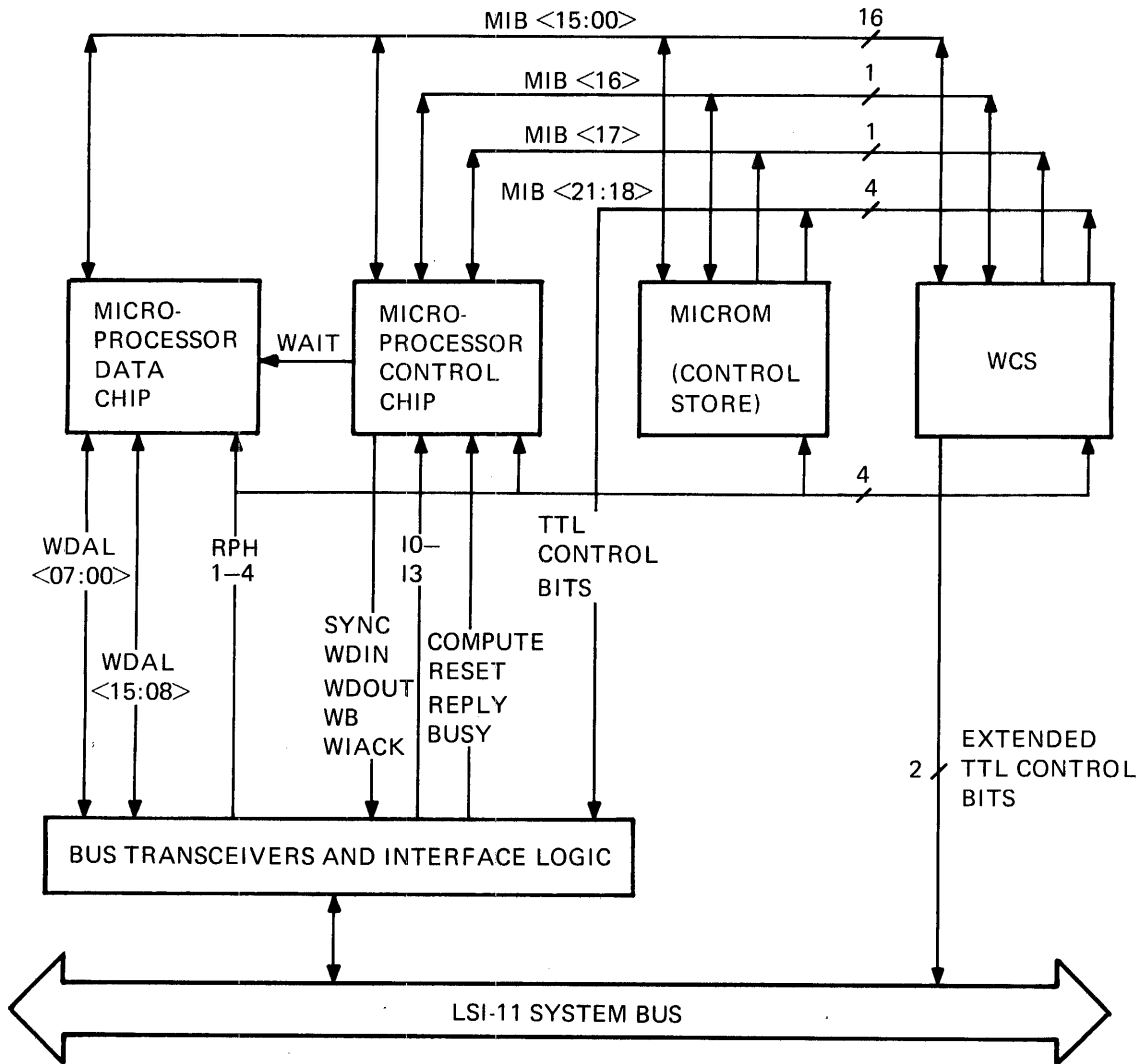 MIB <15:00>
16
MIB <16>
1
MIB <17>
1
MIB <21:18>
4
MICRO-
PROCESSOR
DATA
CHIP
WAIT
MICRO-
PROCESSOR
CONTROL
CHIP
MICROM
(CONTROL
STORE)
WCS
4
WDAL
<07:00>
WDAL
<15:08>
RPH
1–4
SYNC
WDIN
WDOUT
WB
WIACK
I0–
I3
COMPUTE
RESET
REPLY
BUSY
TTL
CONTROL
BITS
2
EXTENDED
TTL CONTROL
BITS
BUS TRANSCEIVERS AND INTERFACE LOGIC
LSI-11 SYSTEM BUS